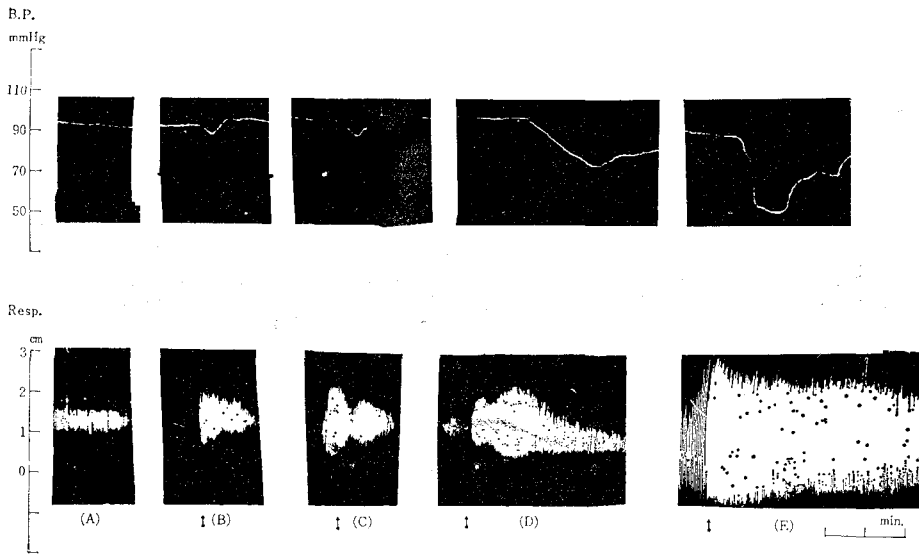 B.P.
mmHg
110
90
70
50
Resp.
cm
3
2
1
0
(A)
↕ (B)
↕ (C)
↕ (D)
↕ (E)
min.